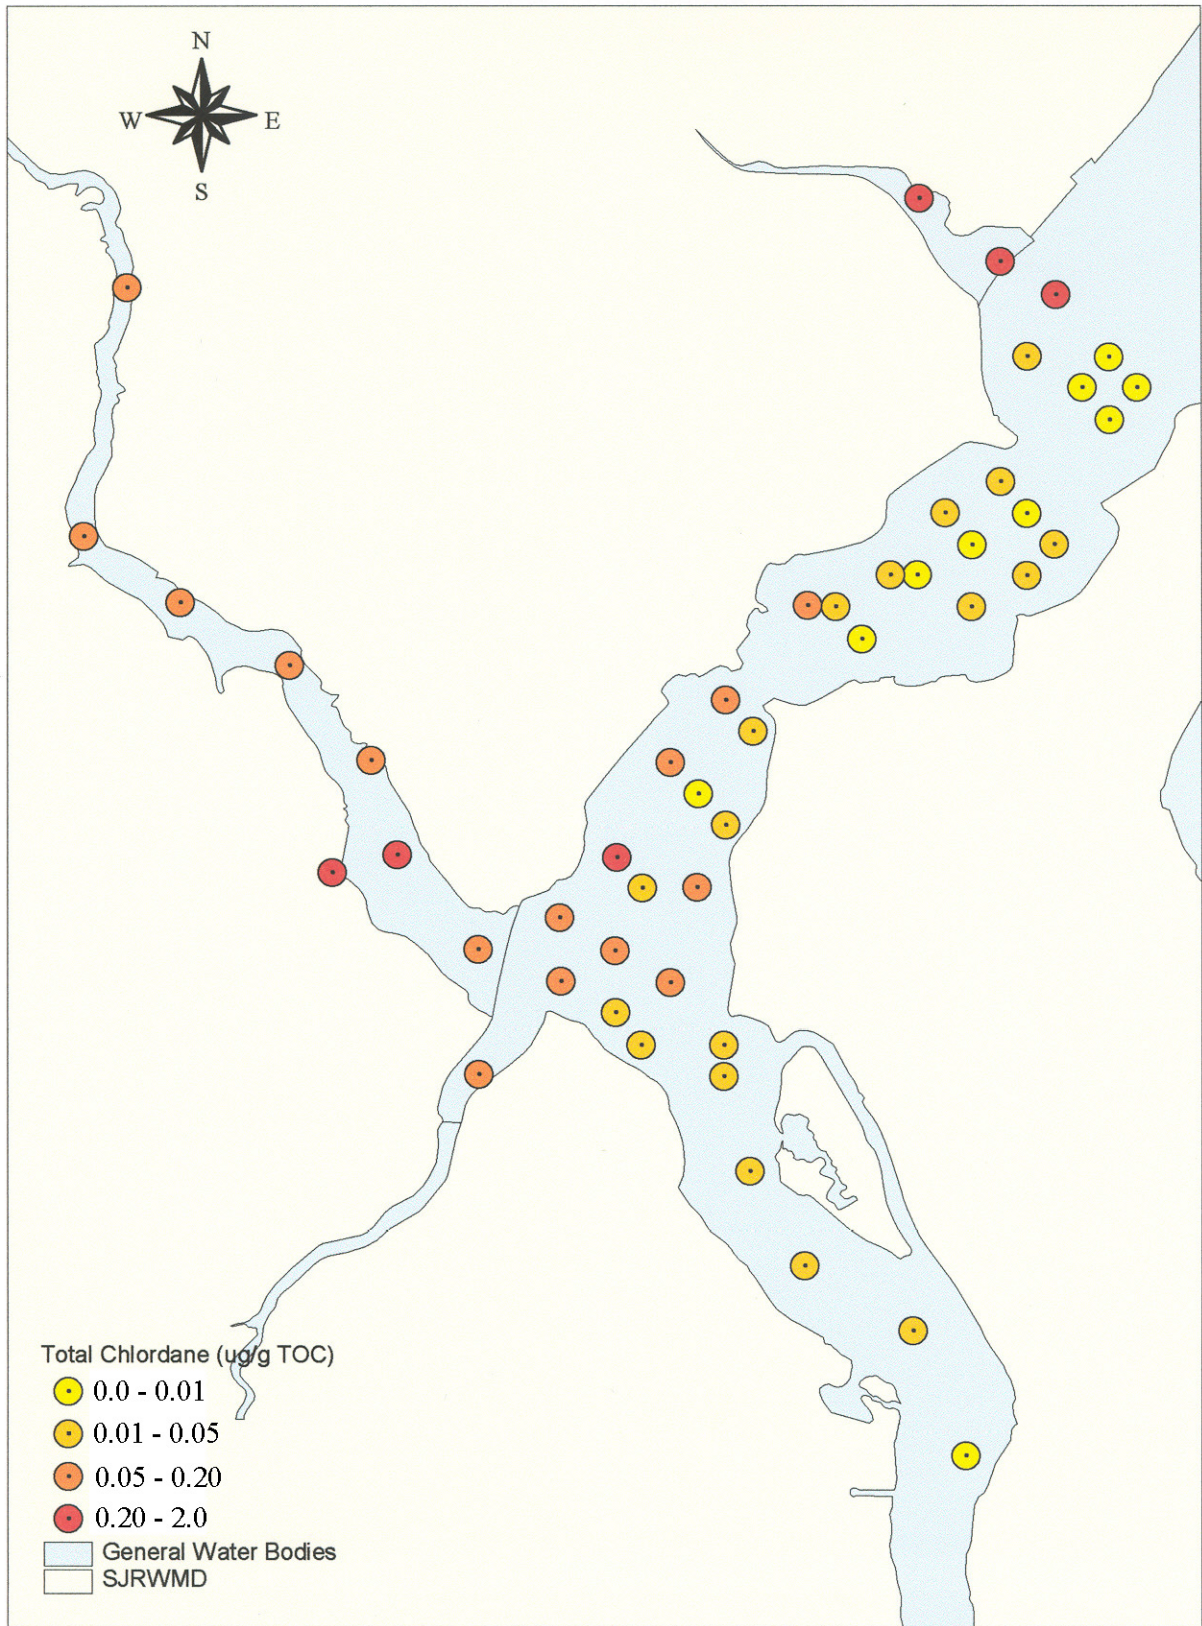 N
W E
S
Total Chlordane (ug/g TOC)
0.0 - 0.01
0.01 - 0.05
0.05 - 0.20
0.20 - 2.0
General Water Bodies
SJRWMD